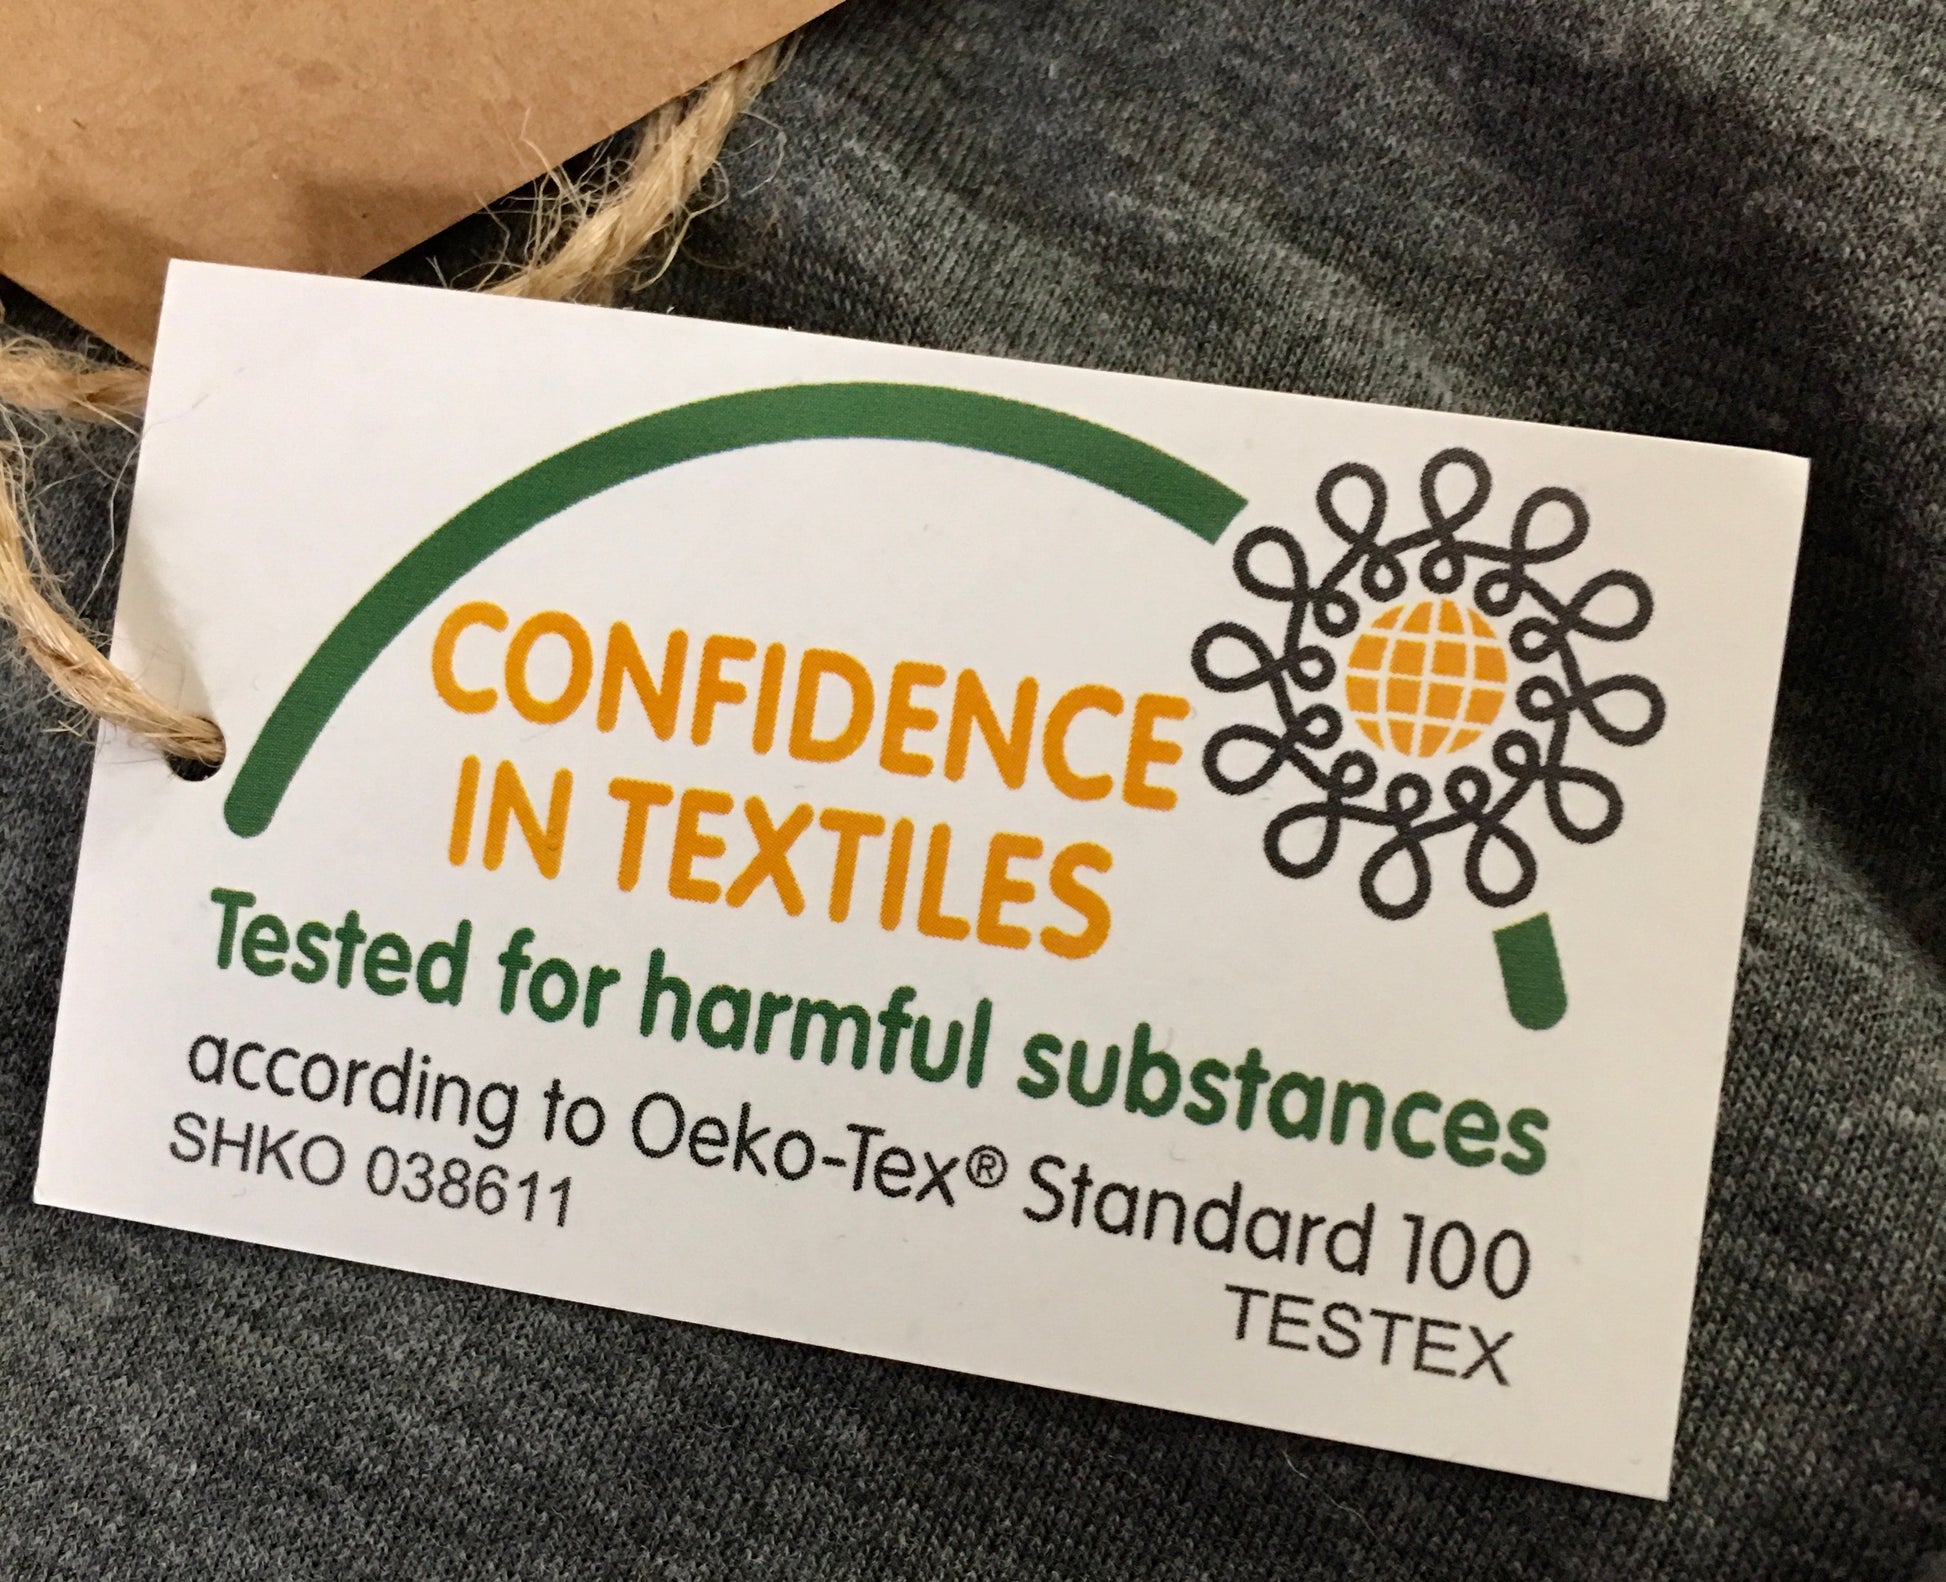 CONFIDENCE
IN TEXTILES
Tested for harmful substances
according to Oeko-Tex® Standard 100
SHKO 038611
TESTEX